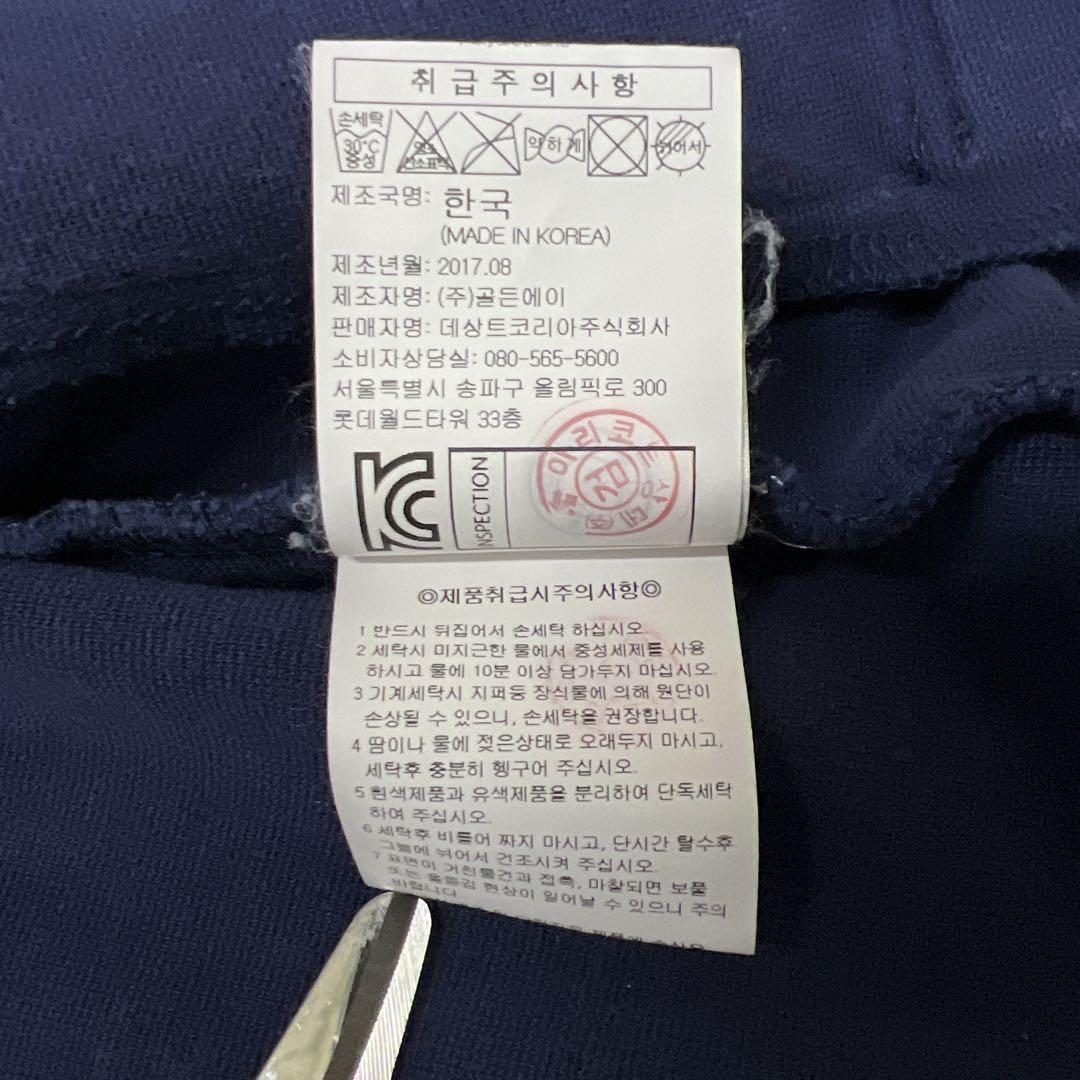 취급주의사항
손세탁
30°C
중성
염소
산소표백
약하게
뉘어서
제조국명: 한국
(MADE IN KOREA)
제조년월: 2017.08
제조자명: (주)골든에이
판매자명: 데상트코리아주식회사
소비자상담실: 080-565-5600
서울특별시 송파구 올림픽로 300
롯데월드타워 33층
데상트코리아
검
KC
INSPECTION
◎제품취급시주의사항◎
1 반드시 뒤집어서 손세탁 하십시오.
2 세탁시 미지근한 물에서 중성세제를 사용
하시고 물에 10분 이상 담가두지 마십시오.
3 기계세탁시 지퍼등 장식물에 의해 원단이
손상될 수 있으니, 손세탁을 권장합니다.
4 땀이나 물에 젖은상태로 오래두지 마시고,
세탁후 충분히 헹구어 주십시오.
5 흰색제품과 유색제품을 분리하여 단독세탁
하여 주십시오.
6 세탁후 비틀어 짜지 마시고, 단시간 탈수후
그늘에 뉘어서 건조시켜 주십시오.
7 표면이 거친물건과 접촉, 마찰되면 보풀
또는 올뜯김 현상이 일어날 수 있으니 주의
바랍니다.